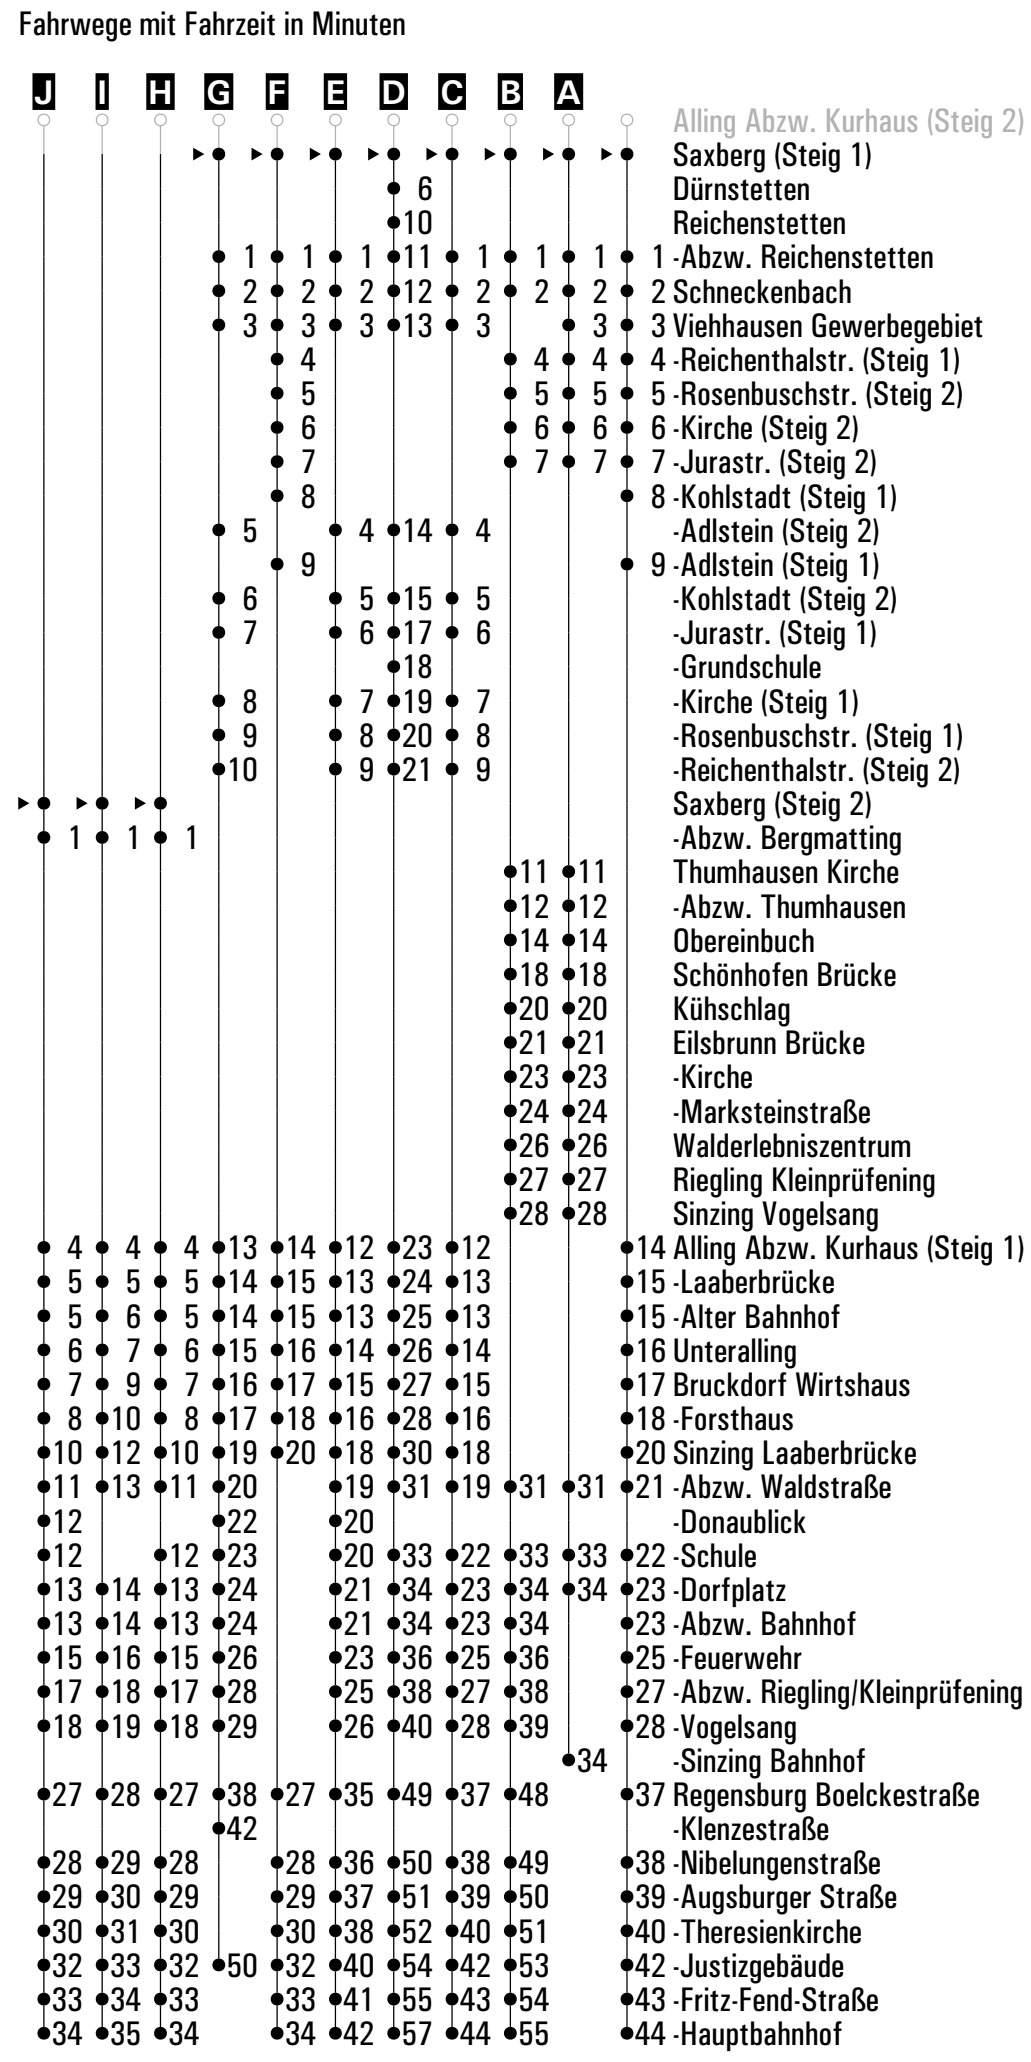 Fahrwege mit Fahrzeit in Minuten
J I H G F E D C B A
Alling Abzw. Kurhaus (Steig 2)
Saxberg (Steig 1)
6 Dürnstetten
10 Reichenstetten
1 1 1 11 1 1 1 1 -Abzw. Reichenstetten
2 2 2 12 2 2 2 2 Schneckenbach
3 3 3 13 3 3 3 Viehhausen Gewerbegebiet
4 4 4 4 -Reichenthalstr. (Steig 1)
5 5 5 5 -Rosenbuschstr. (Steig 2)
6 6 6 6 -Kirche (Steig 2)
7 7 7 7 -Jurastr. (Steig 2)
8 8 -Kohlstadt (Steig 1)
5 4 14 4 -Adlstein (Steig 2)
9 9 -Adlstein (Steig 1)
6 5 15 5 -Kohlstadt (Steig 2)
7 6 17 6 -Jurastr. (Steig 1)
18 -Grundschule
8 7 19 7 -Kirche (Steig 1)
9 8 20 8 -Rosenbuschstr. (Steig 1)
10 9 21 9 -Reichenthalstr. (Steig 2)
Saxberg (Steig 2)
1 1 1 -Abzw. Bergmatting
11 11 Thumhausen Kirche
12 12 -Abzw. Thumhausen
14 14 Obereinbuch
18 18 Schönhofen Brücke
20 20 Kühschlag
21 21 Eilsbrunn Brücke
23 23 -Kirche
24 24 -Marksteinstraße
26 26 Walderlebniszentrum
27 27 Riegling Kleinprüfening
28 28 Sinzing Vogelsang
4 4 4 13 14 12 23 12 14 Alling Abzw. Kurhaus (Steig 1)
5 5 5 14 15 13 24 13 15 -Laaberbrücke
5 6 5 14 15 13 25 13 15 -Alter Bahnhof
6 7 6 15 16 14 26 14 16 Unteralling
7 9 7 16 17 15 27 15 17 Bruckdorf Wirtshaus
8 10 8 17 18 16 28 16 18 -Forsthaus
10 12 10 19 20 18 30 18 20 Sinzing Laaberbrücke
11 13 11 20 19 31 19 31 31 21 -Abzw. Waldstraße
12 22 20 -Donaublick
12 12 23 20 33 22 33 33 22 -Schule
13 14 13 24 21 34 23 34 34 23 -Dorfplatz
13 14 13 24 21 34 23 34 23 -Abzw. Bahnhof
15 16 15 26 23 36 25 36 25 -Feuerwehr
17 18 17 28 25 38 27 38 27 -Abzw. Riegling/Kleinprüfening
18 19 18 29 26 40 28 39 28 -Vogelsang
34 -Sinzing Bahnhof
27 28 27 38 27 35 49 37 48 37 Regensburg Boelckestraße
42 -Klenzestraße
28 29 28 28 36 50 38 49 38 -Nibelungenstraße
29 30 29 29 37 51 39 50 39 -Augsburger Straße
30 31 30 30 38 52 40 51 40 -Theresienkirche
32 33 32 50 32 40 54 42 53 42 -Justizgebäude
33 34 33 33 41 55 43 54 43 -Fritz-Fend-Straße
34 35 34 34 42 57 44 55 44 -Hauptbahnhof